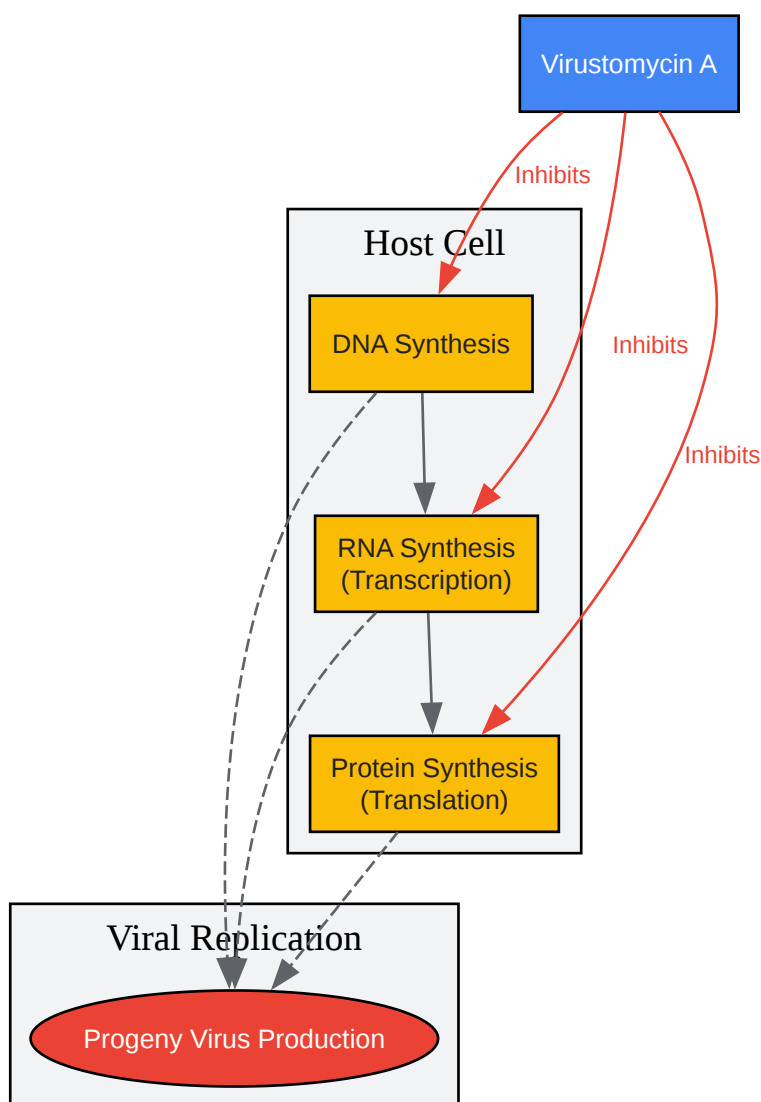 Virustomycin A
Inhibits
Host Cell
DNA Synthesis
Inhibits
Inhibits
RNA Synthesis
(Transcription)
Protein Synthesis
(Translation)
Viral Replication
Progeny Virus Production